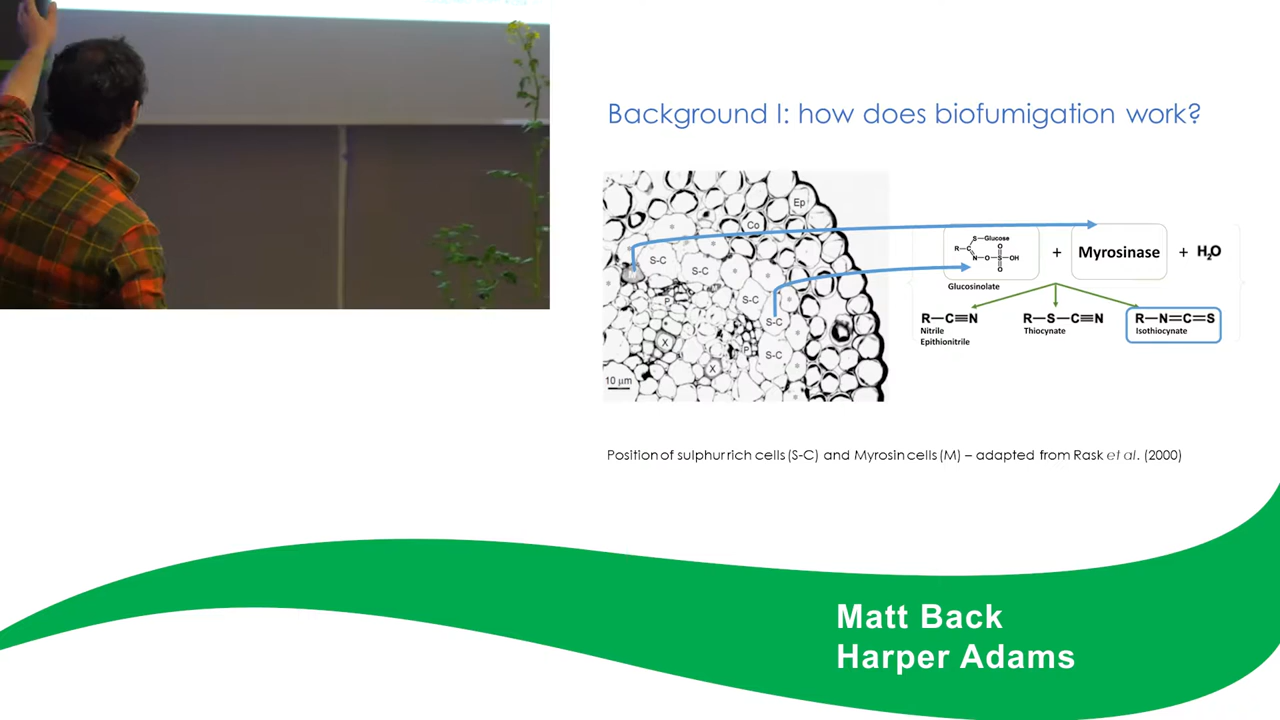 Background I: how does biofumigation work?
Ep
Co
S-C
S-C
S-C
S-C
S-C
M
P
P
X
X
10 µm
S—Glucose
R—C
N—O—S—OH
O
O
Glucosinolate
+
Myrosinase
+ H₂O
R—C≡N
Nitrile
Epithionitrile
R—S—C≡N
Thiocynate
R—N=C=S
Isothiocynate
Position of sulphur rich cells (S-C) and Myrosin cells (M) – adapted from Rask et al. (2000)
Matt Back
Harper Adams